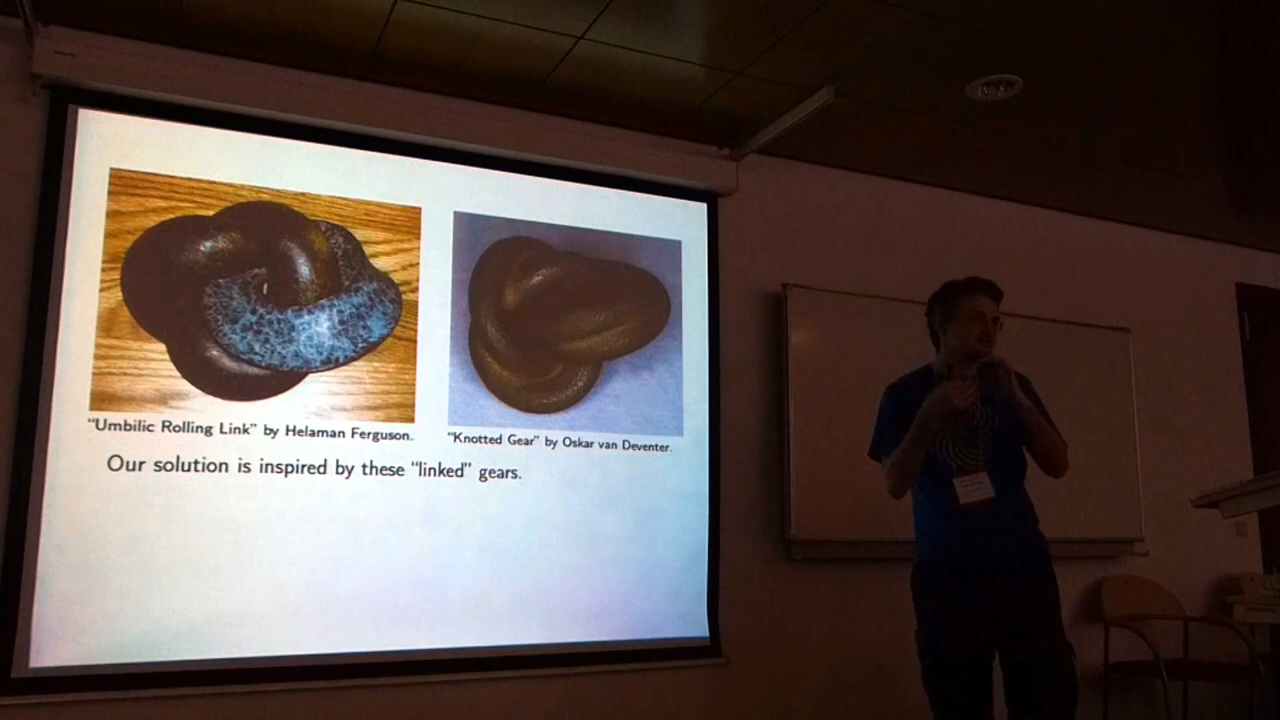 "Umbilic Rolling Link" by Helaman Ferguson.
"Knotted Gear" by Oskar van Deventer.
Our solution is inspired by these "linked" gears.